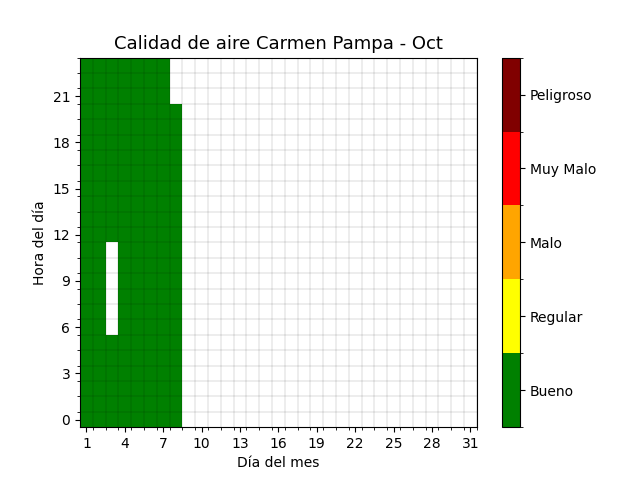 Calidad de aire Carmen Pampa - Oct
Hora del día
21
18
15
12
9
6
3
0
1 4 7 10 13 16 19 22 25 28 31
Día del mes
Peligroso
Muy Malo
Malo
Regular
Bueno